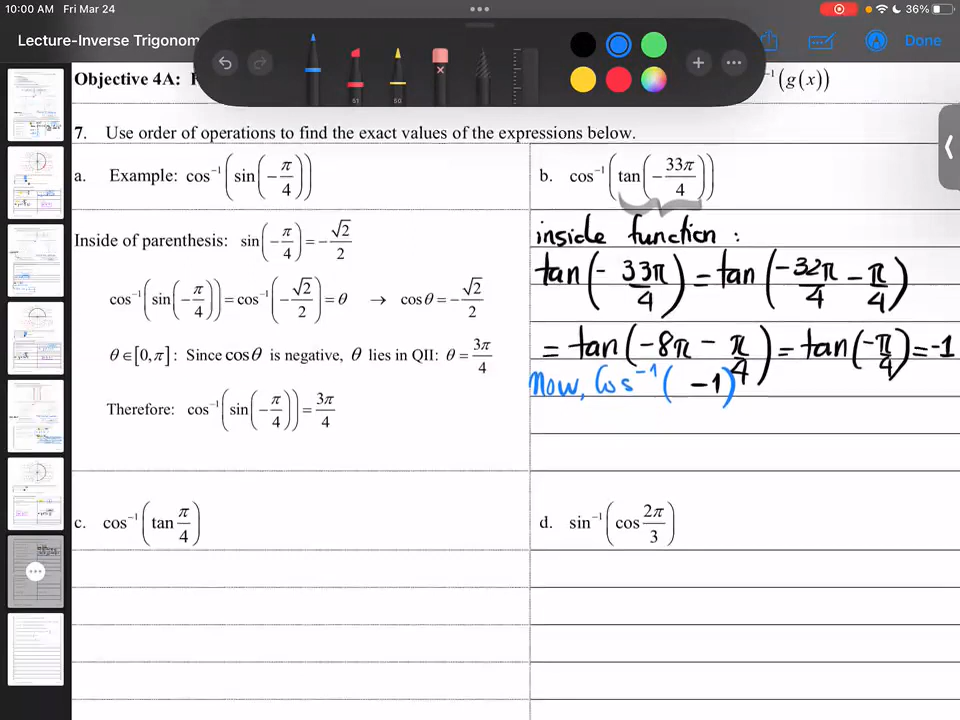 10:00 AM Fri Mar 24
36%
Lecture-Inverse Trigonom
Done
51
50
Objective 4A:
⁻¹(g(x))
7. Use order of operations to find the exact values of the expressions below.
a. Example: cos⁻¹(sin(-π/4))
Inside of parenthesis: sin(-π/4) = -√2/2
cos⁻¹(sin(-π/4)) = cos⁻¹(-√2/2) = θ → cosθ = -√2/2
θ ∈ [0, π]: Since cosθ is negative, θ lies in QII: θ = 3π/4
Therefore: cos⁻¹(sin(-π/4)) = 3π/4
b. cos⁻¹(tan(-33π/4))
inside function :
tan(-33π/4) = tan(-32π/4 - π/4)
= tan(-8π - π/4) = tan(-π/4) = -1
Now, Cos⁻¹(-1)
c. cos⁻¹(tan π/4)
d. sin⁻¹(cos 2π/3)